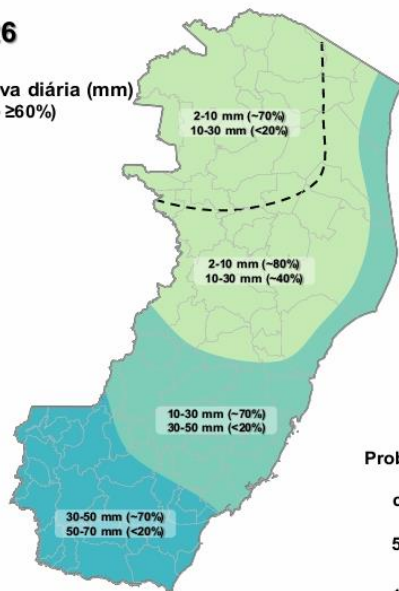 6
va diária (mm)
≥60%)
2-10 mm (~70%)
10-30 mm (<20%)
2-10 mm (~80%)
10-30 mm (~40%)
10-30 mm (~70%)
30-50 mm (<20%)
Prob
30-50 mm (~70%)
50-70 mm (<20%)
5